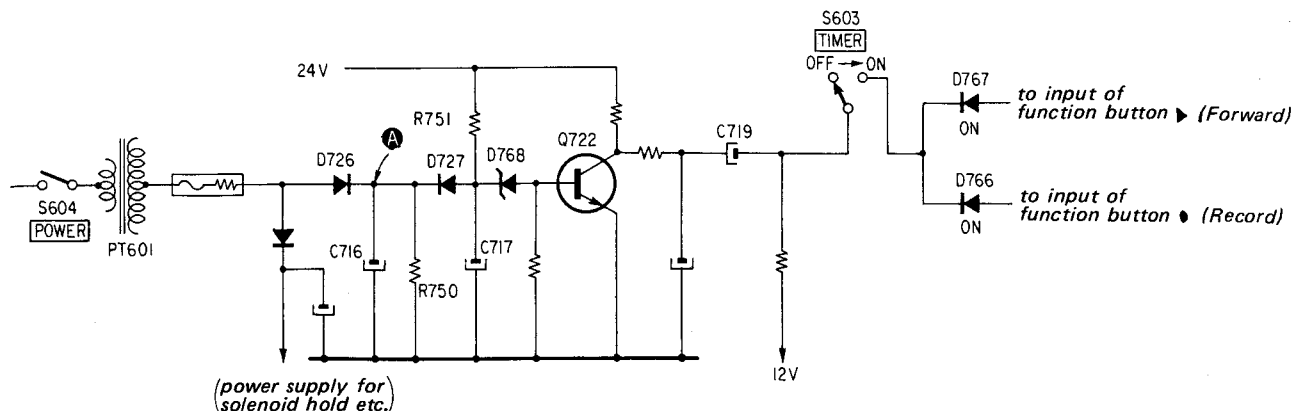 S603
TIMER
OFF → ON
24V
D767
to input of
function button ▶ (Forward)
ON
R751
A
C719
Q722
D726
D727
D768
S604
POWER
PT601
D766
to input of
function button ● (Record)
ON
C716
C717
R750
12V
(power supply for
solenoid hold etc.)